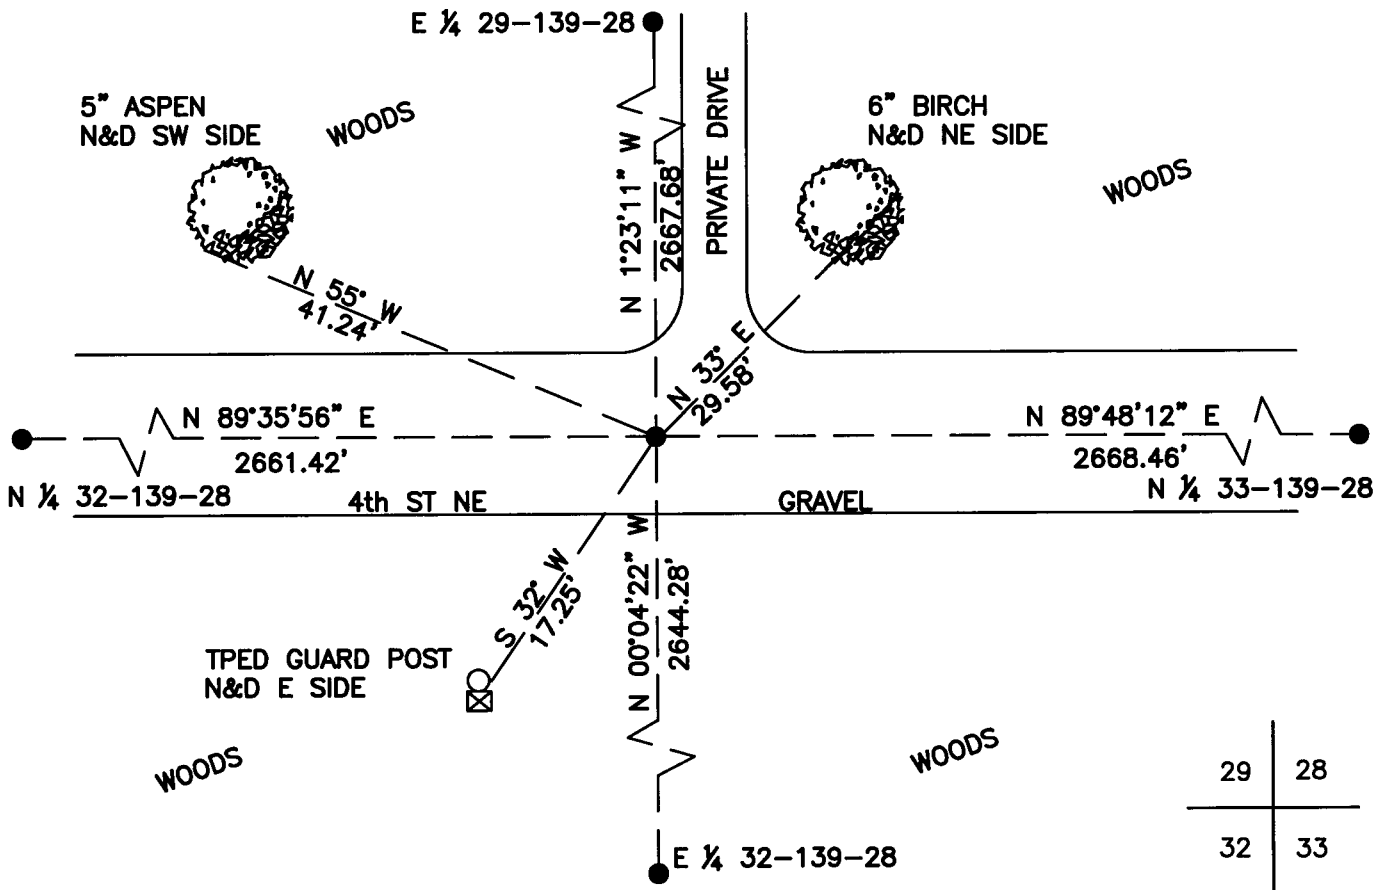 E ¼ 29-139-28
5" ASPEN
N&D SW SIDE
WOODS
6" BIRCH
N&D NE SIDE
WOODS
PRIVATE DRIVE
N 1°23'11" W
2667.68'
N 55° W
41.24'
N 33° E
29.58'
N 89°35'56" E
2661.42'
N 89°48'12" E
2668.46'
N ¼ 32-139-28
N ¼ 33-139-28
4th ST NE
GRAVEL
S 32° W
17.25'
N 00°04'22" W
2644.28'
TPED GUARD POST
N&D E SIDE
WOODS
WOODS
E ¼ 32-139-28
29 28
32 33